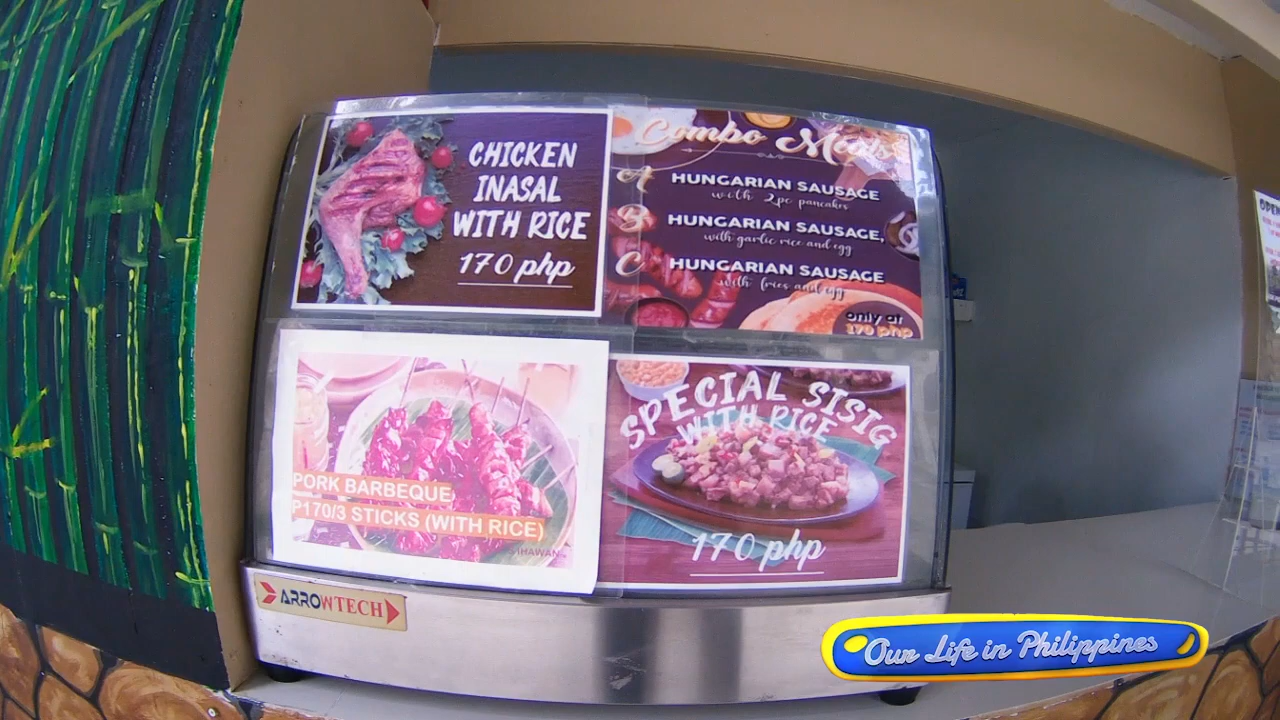 CHICKEN
INASAL
WITH RICE
170 php
Combo Meals
A HUNGARIAN SAUSAGE
with 2pc pancakes
B HUNGARIAN SAUSAGE,
with garlic rice and egg
C HUNGARIAN SAUSAGE
with fries and egg
only at
170 php
PORK BARBEQUE
P170/3 STICKS (WITH RICE)
IHAWAN
SPECIAL SISIG
WITH RICE
170 php
ARROWTECH
Our Life in Philippines